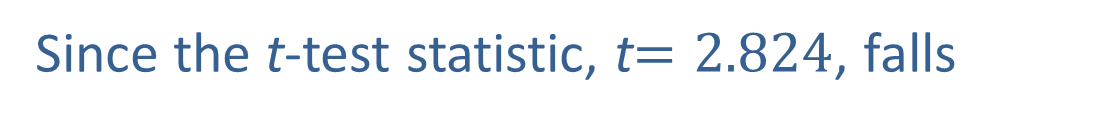 Since the t-test statistic, t= 2.824, falls